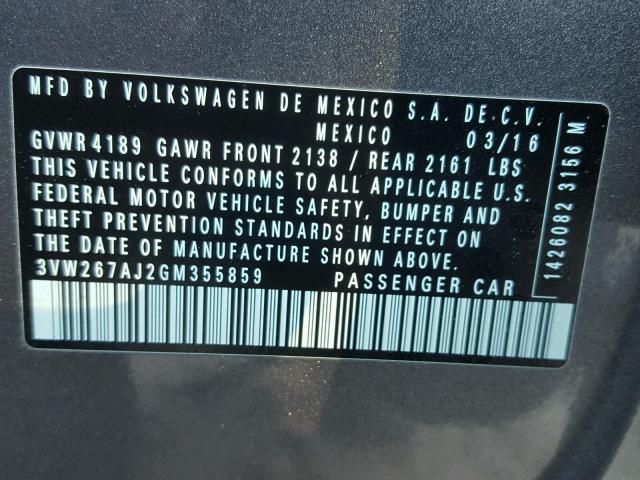 MFD BY VOLKSWAGEN DE MEXICO S.A. DE C.V.
MEXICO 03/16
GVWR 4189 GAWR FRONT 2138 / REAR 2161 LBS
THIS VEHICLE CONFORMS TO ALL APPLICABLE U.S.
FEDERAL MOTOR VEHICLE SAFETY, BUMPER AND
THEFT PREVENTION STANDARDS IN EFFECT ON
THE DATE OF MANUFACTURE SHOWN ABOVE.
3VW267AJ2GM355859 PASSENGER CAR
1426082 3156 M